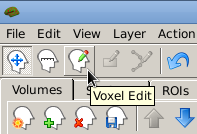 File Edit View Layer Action
Voxel Edit
Volumes ROIs